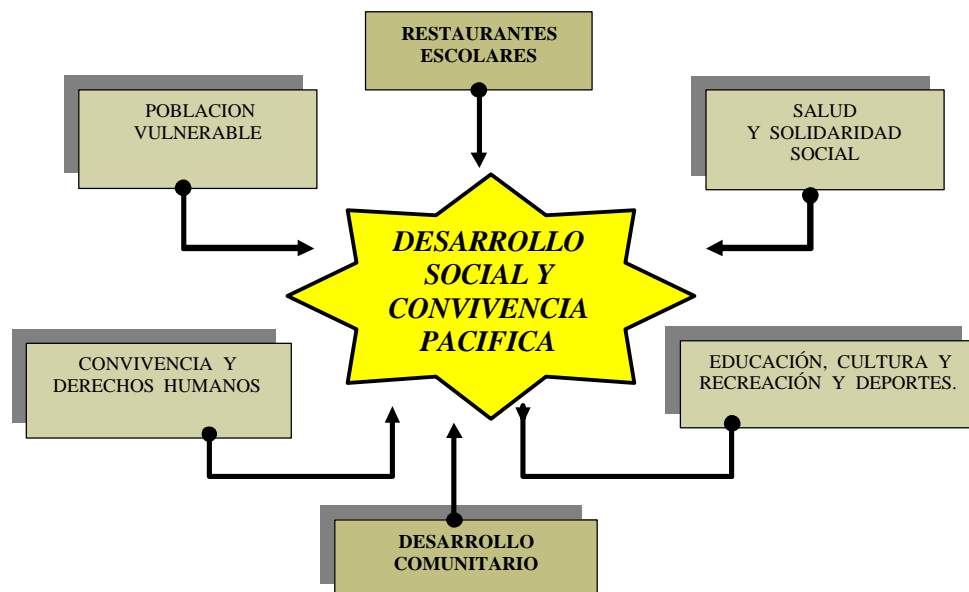 RESTAURANTES
ESCOLARES
POBLACION
VULNERABLE
SALUD
Y SOLIDARIDAD
SOCIAL
DESARROLLO
SOCIAL Y
CONVIVENCIA
PACIFICA
CONVIVENCIA Y
DERECHOS HUMANOS
EDUCACIÓN, CULTURA Y
RECREACIÓN Y DEPORTES.
DESARROLLO
COMUNITARIO